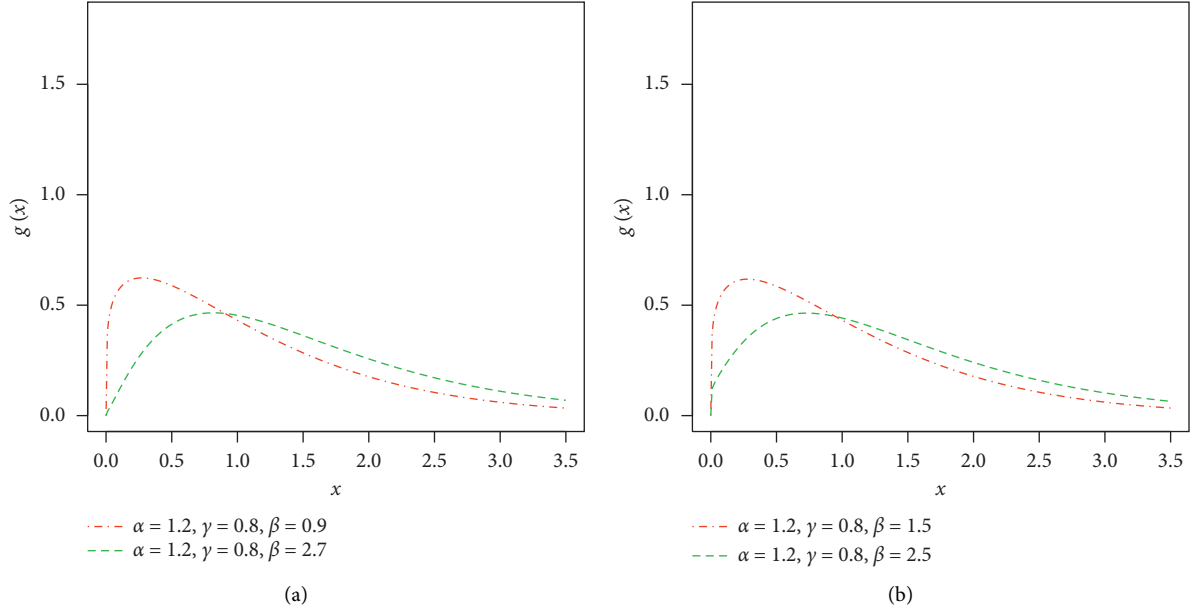 1.5
1.0
0.5
0.0
g (x)
0.0 0.5 1.0 1.5 2.0 2.5 3.0 3.5
x
α = 1.2, γ = 0.8, β = 0.9
α = 1.2, γ = 0.8, β = 2.7
(a)
1.5
1.0
0.5
0.0
g (x)
0.0 0.5 1.0 1.5 2.0 2.5 3.0 3.5
x
α = 1.2, γ = 0.8, β = 1.5
α = 1.2, γ = 0.8, β = 2.5
(b)